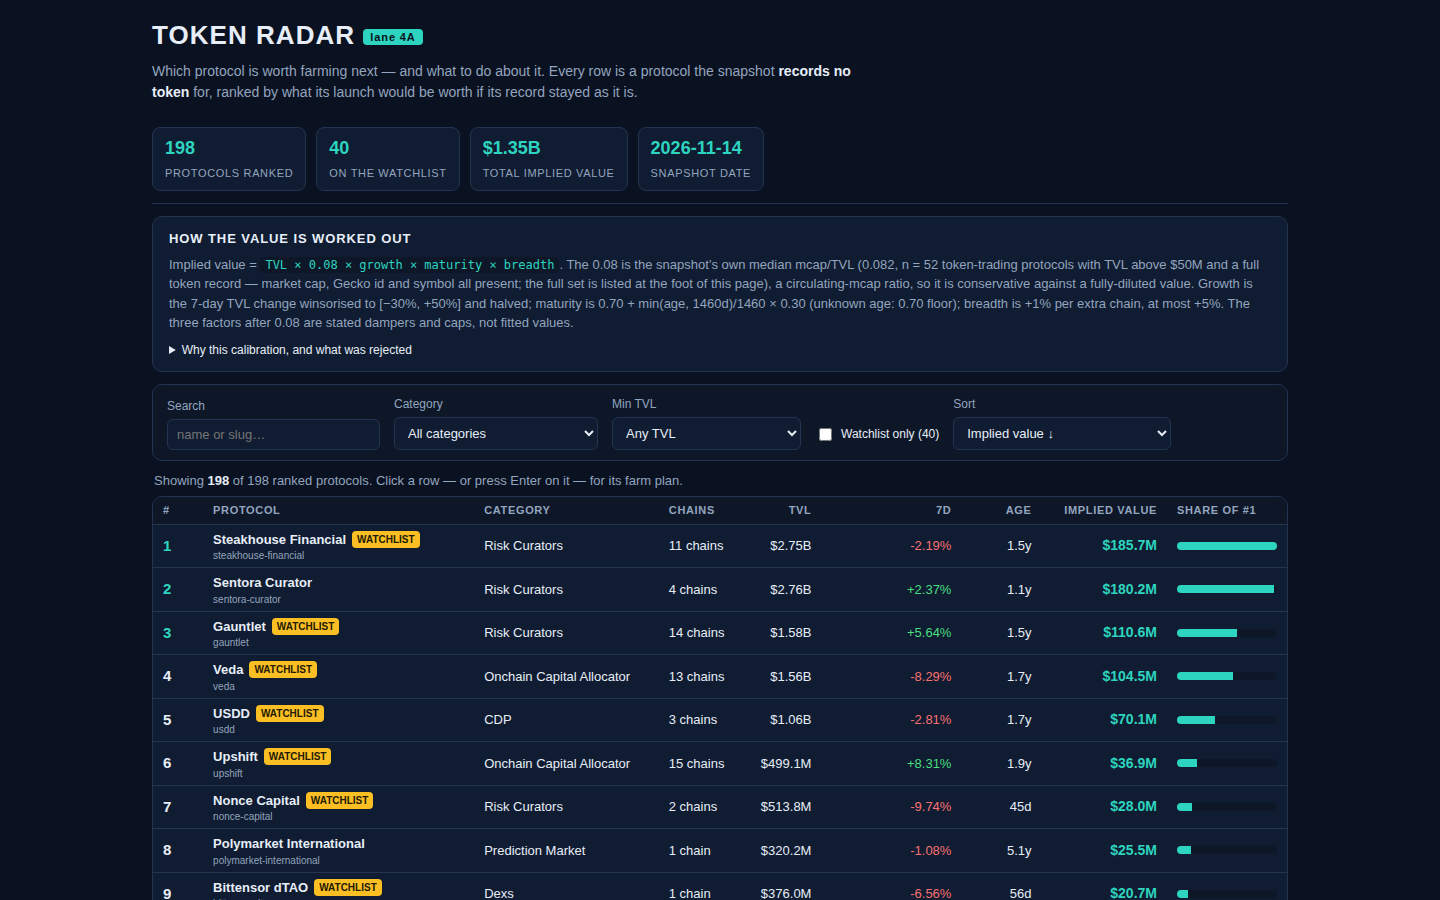 TOKEN RADAR lane 4A
Which protocol is worth farming next — and what to do about it. Every row is a protocol the snapshot records no
token for, ranked by what its launch would be worth if its record stayed as it is.
198 40 $1.35B 2026-11-14
PROTOCOLS RANKED ON THE WATCHLIST TOTAL IMPLIED VALUE SNAPSHOT DATE
HOW THE VALUE IS WORKED OUT
Implied value = TVL × 0.08 × growth × maturity × breadth . The 0.08 is the snapshot's own median mcap/TVL (0.082, n = 52 token-trading protocols with TVL above $50M and a full
token record — market cap, Gecko id and symbol all present; the full set is listed at the foot of this page), a circulating-mcap ratio, so it is conservative against a fully-diluted value. Growth is
the 7-day TVL change winsorised to [−30%, +50%] and halved; maturity is 0.70 + min(age, 1460d)/1460 × 0.30 (unknown age: 0.70 floor); breadth is +1% per extra chain, at most +5%. The
three factors after 0.08 are stated dampers and caps, not fitted values.
▶ Why this calibration, and what was rejected
Search Category Min TVL Sort
name or slug… All categories Any TVL Watchlist only (40) Implied value ↓
Showing 198 of 198 ranked protocols. Click a row — or press Enter on it — for its farm plan.
# PROTOCOL CATEGORY CHAINS TVL 7D AGE IMPLIED VALUE SHARE OF #1
1 Steakhouse Financial WATCHLIST Risk Curators 11 chains $2.75B -2.19% 1.5y $185.7M
steakhouse-financial
2 Sentora Curator Risk Curators 4 chains $2.76B +2.37% 1.1y $180.2M
sentora-curator
3 Gauntlet WATCHLIST Risk Curators 14 chains $1.58B +5.64% 1.5y $110.6M
gauntlet
4 Veda WATCHLIST Onchain Capital Allocator 13 chains $1.56B -8.29% 1.7y $104.5M
veda
5 USDD WATCHLIST CDP 3 chains $1.06B -2.81% 1.7y $70.1M
usdd
6 Upshift WATCHLIST Onchain Capital Allocator 15 chains $499.1M +8.31% 1.9y $36.9M
upshift
7 Nonce Capital WATCHLIST Risk Curators 2 chains $513.8M -9.74% 45d $28.0M
nonce-capital
8 Polymarket International Prediction Market 1 chain $320.2M -1.08% 5.1y $25.5M
polymarket-international
9 Bittensor dTAO WATCHLIST Dexs 1 chain $376.0M -6.56% 56d $20.7M